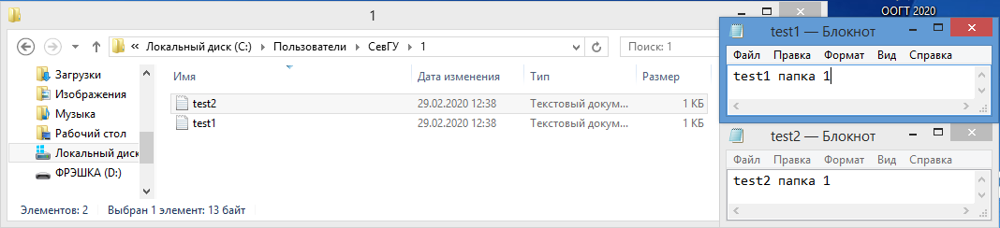 1
ООГТ 2020
Локальный диск (C:) Пользователи СевГУ 1
Поиск: 1
Загрузки
Изображения
Музыка
Рабочий стол
Локальный диск
ФРЭШКА (D:)
Имя Дата изменения Тип Размер
test2 29.02.2020 12:38 Текстовый докум... 1 КБ
test1 29.02.2020 12:38 Текстовый докум... 1 КБ
Элементов: 2 Выбран 1 элемент: 13 байт
test1 — Блокнот
Файл Правка Формат Вид Справка
test1 папка 1
test2 — Блокнот
Файл Правка Формат Вид Справка
test2 папка 1